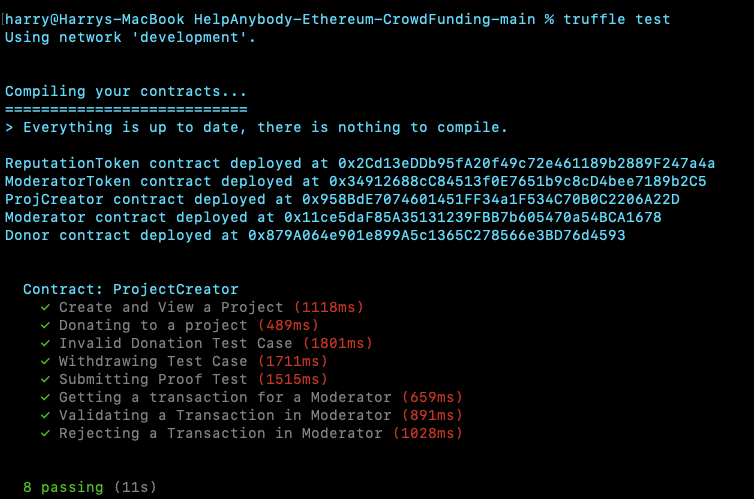 harry@Harrys-MacBook HelpAnybody-Ethereum-CrowdFunding-main % truffle test
Using network 'development'.
Compiling your contracts...
===========================
> Everything is up to date, there is nothing to compile.
ReputationToken contract deployed at 0x2Cd13eDDb95fA20f49c72e461189b2889F247a4a
ModeratorToken contract deployed at 0x34912688cC84513f0E7651b9c8cD4bee7189b2C5
ProjCreator contract deployed at 0x958BdE7074601451FF34a1F534C70B0C2206A22D
Moderator contract deployed at 0x11ce5daF85A35131239FBB7b605470a54BCA1678
Donor contract deployed at 0x879A064e901e899A5c1365C278566e3BD76d4593
Contract: ProjectCreator
✓ Create and View a Project (1118ms)
✓ Donating to a project (489ms)
✓ Invalid Donation Test Case (1801ms)
✓ Withdrawing Test Case (1711ms)
✓ Submitting Proof Test (1515ms)
✓ Getting a transaction for a Moderator (659ms)
✓ Validating a Transaction in Moderator (891ms)
✓ Rejecting a Transaction in Moderator (1028ms)
8 passing (11s)